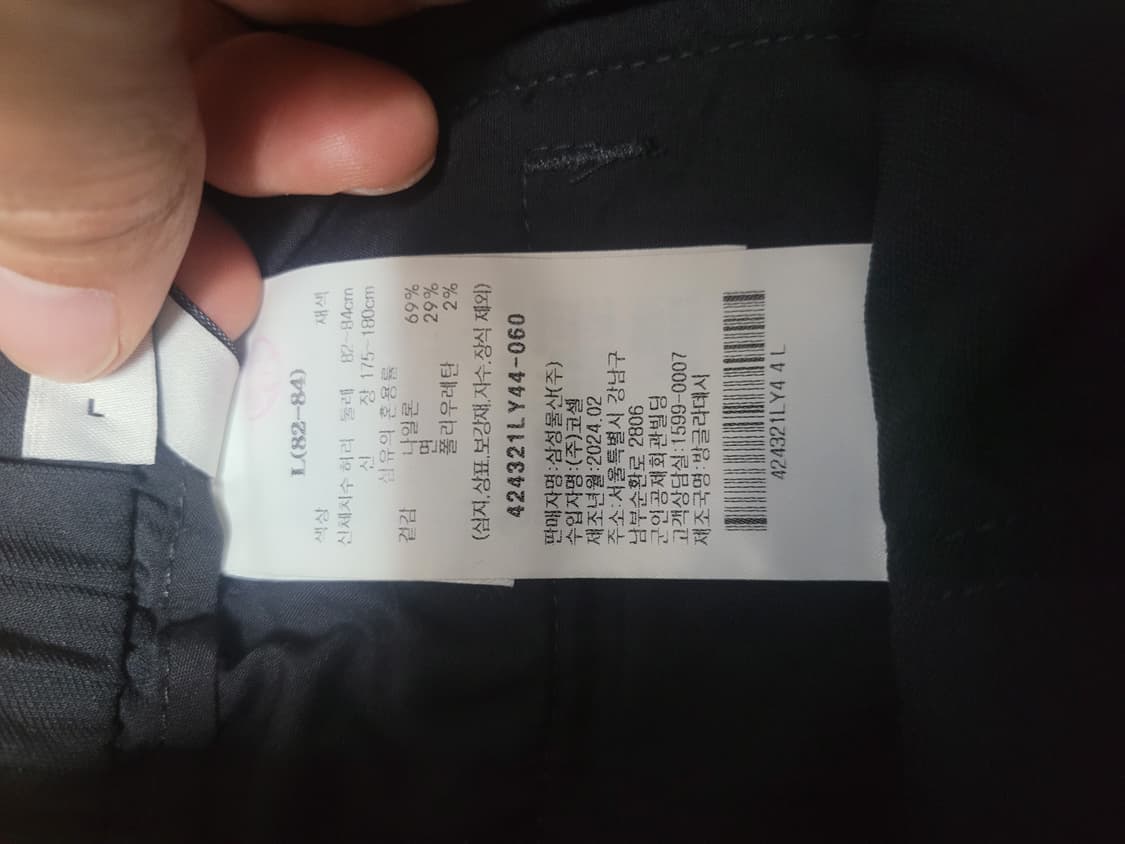 L
L(82-84)
색상 재색
신체치수 허리 둘레 82-84cm
신 장 175-180cm
섬유의 혼용률
겉감 나일론 69%
면 29%
폴리우레탄 2%
(심지,상표,보강재,자수,장식 제외)
424321LY44-060
판매자명:삼성물산(주)
수입자명:(주)코셀
제조년월:2024.02
주소:서울특별시 강남구
남부순환로 2806
군인공제회관빌딩
고객상담실:1599-0007
제조국명:방글라데시
424321LY4 4 L